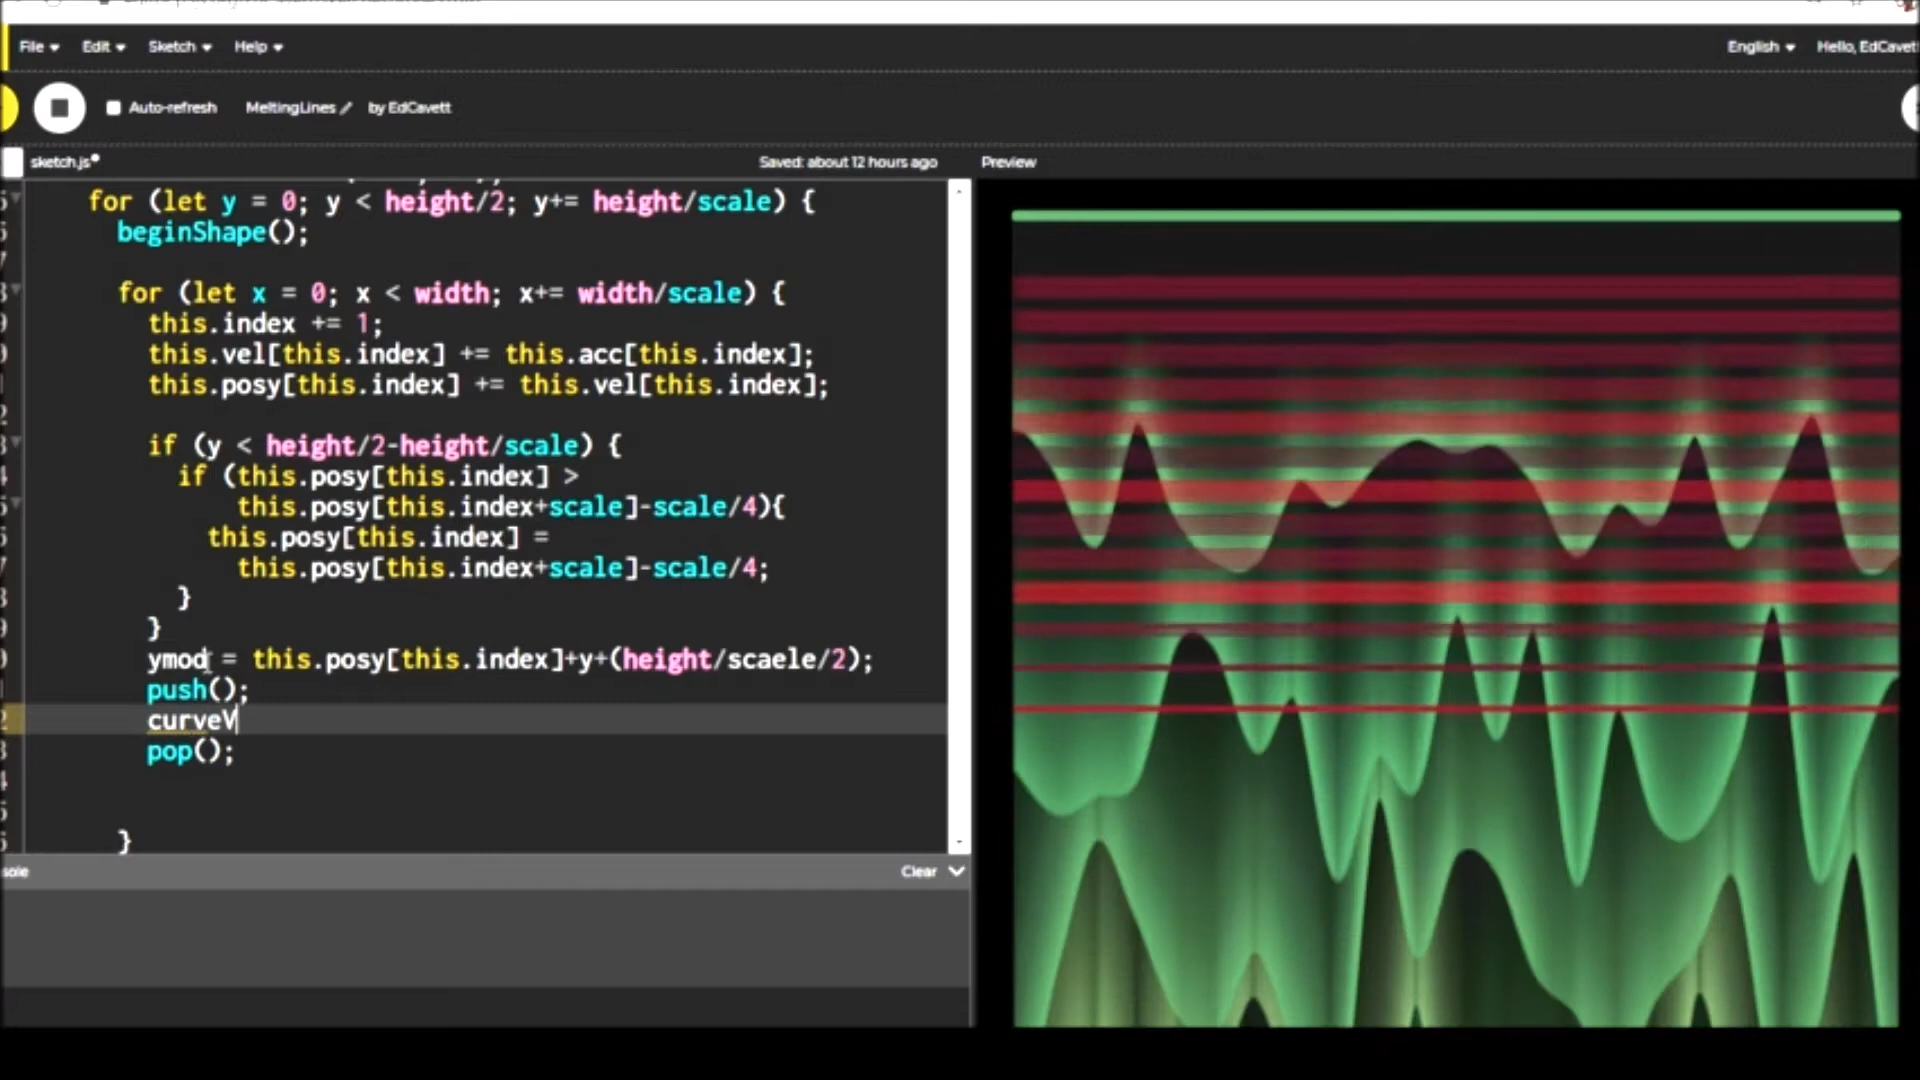 File Edit Sketch Help English Hello, EdCavett
Auto-refresh MeltingLines by EdCavett
sketch.js Saved: about 12 hours ago Preview
for (let y = 0; y < height/2; y+= height/scale) {
beginShape();
for (let x = 0; x < width; x+= width/scale) {
this.index += 1;
this.vel[this.index] += this.acc[this.index];
this.posy[this.index] += this.vel[this.index];
if (y < height/2-height/scale) {
if (this.posy[this.index] >
this.posy[this.index+scale]-scale/4){
this.posy[this.index] =
this.posy[this.index+scale]-scale/4;
}
}
ymod = this.posy[this.index]+y+(height/scaele/2);
push();
curveV
pop();
}
sole Clear